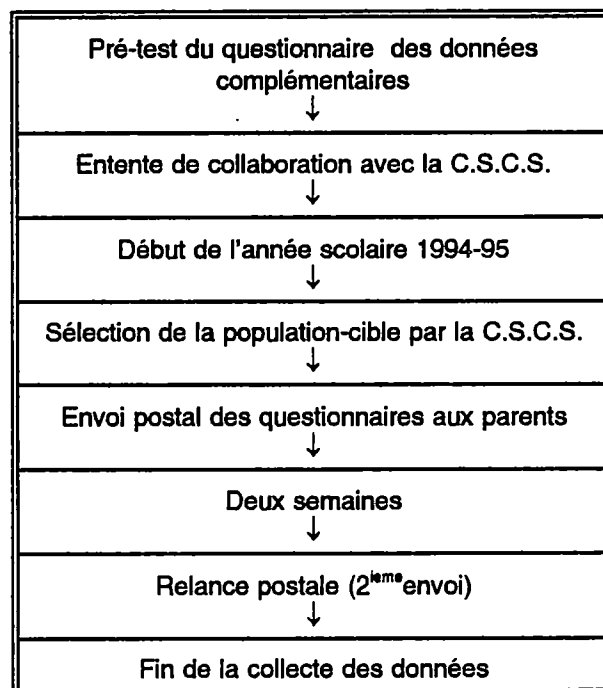 Pré-test du questionnaire des données
complémentaires
↓
Entente de collaboration avec la C.S.C.S.
↓
Début de l'année scolaire 1994-95
↓
Sélection de la population-cible par la C.S.C.S.
↓
Envoi postal des questionnaires aux parents
↓
Deux semaines
↓
Relance postale (2ieme envoi)
↓
Fin de la collecte des données